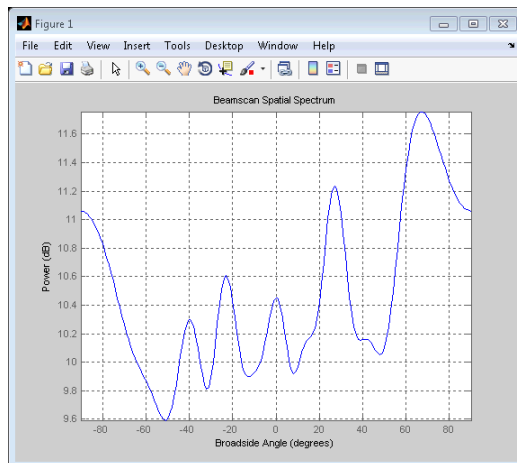 Figure 1
File Edit View Insert Tools Desktop Window Help
Beamscan Spatial Spectrum
11.6
11.4
11.2
11
10.8
10.6
10.4
10.2
10
9.8
9.6
Power (dB)
-80 -60 -40 -20 0 20 40 60 80
Broadside Angle (degrees)